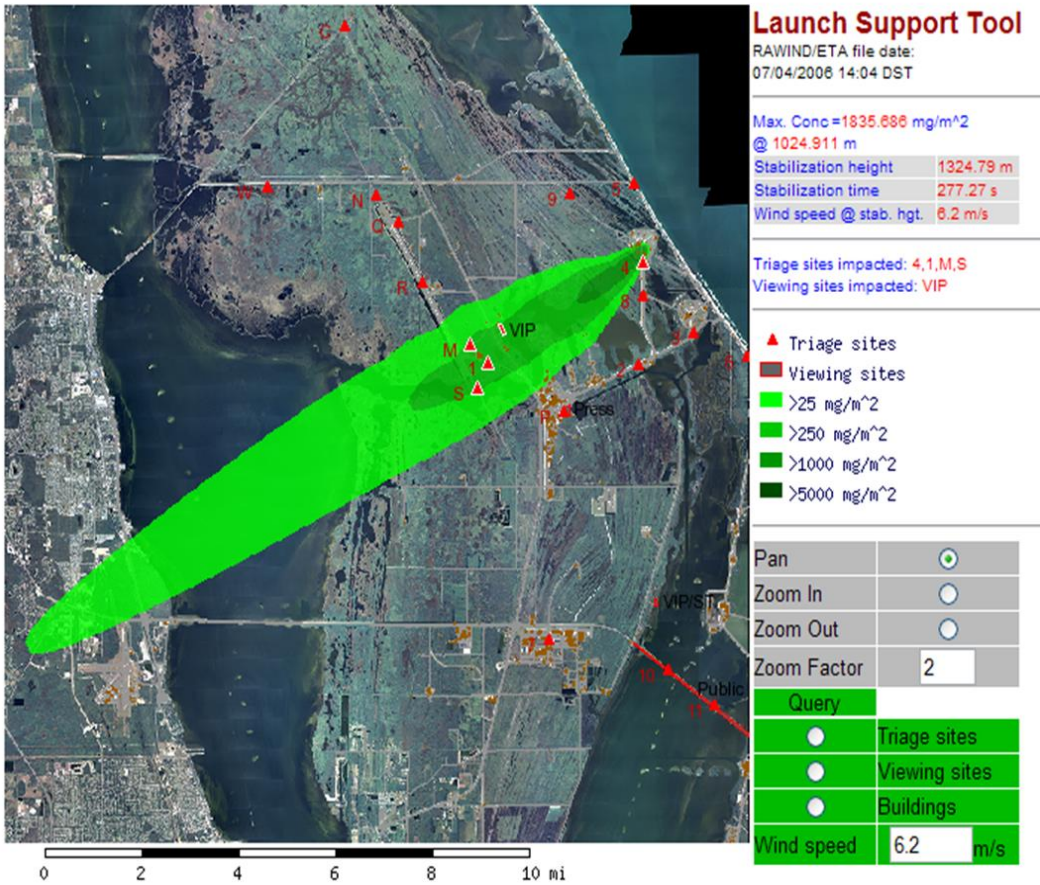 Launch Support Tool
RAWIND/ETA file date:
07/04/2006 14:04 DST
Max. Conc =1835.686 mg/m^2
@ 1024.911 m
Stabilization height 1324.79 m
Stabilization time 277.27 s
Wind speed @ stab. hgt. 6.2 m/s
Triage sites impacted: 4,1,M,S
Viewing sites impacted: VIP
Triage sites
Viewing sites
>25 mg/m^2
>250 mg/m^2
>1000 mg/m^2
>5000 mg/m^2
Pan
Zoom In
Zoom Out
Zoom Factor 2
Query
Triage sites
Viewing sites
Buildings
Wind speed 6.2 m/s
C
W
N
9
5
Q
4
R
8
VIP
3
M
1
2
6
S
Press
10
Public
11
0 2 4 6 8 10 mi